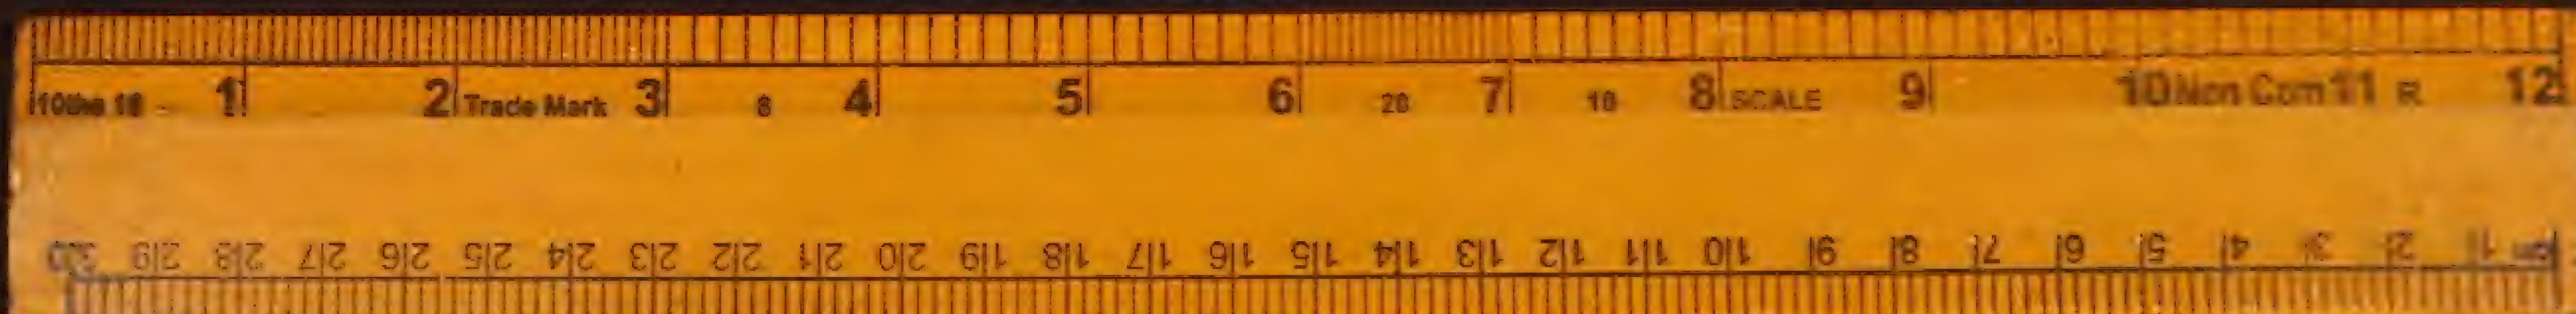 10ths 16 1 2 Trade Mark 3 8 4 5 6 20 7 10 8 SCALE 9 10 Non Com 11 R 12
cm 1 2 3 4 5 6 7 8 9 10 11 12 13 14 15 16 17 18 19 20 21 22 23 24 25 26 27 28 29 30